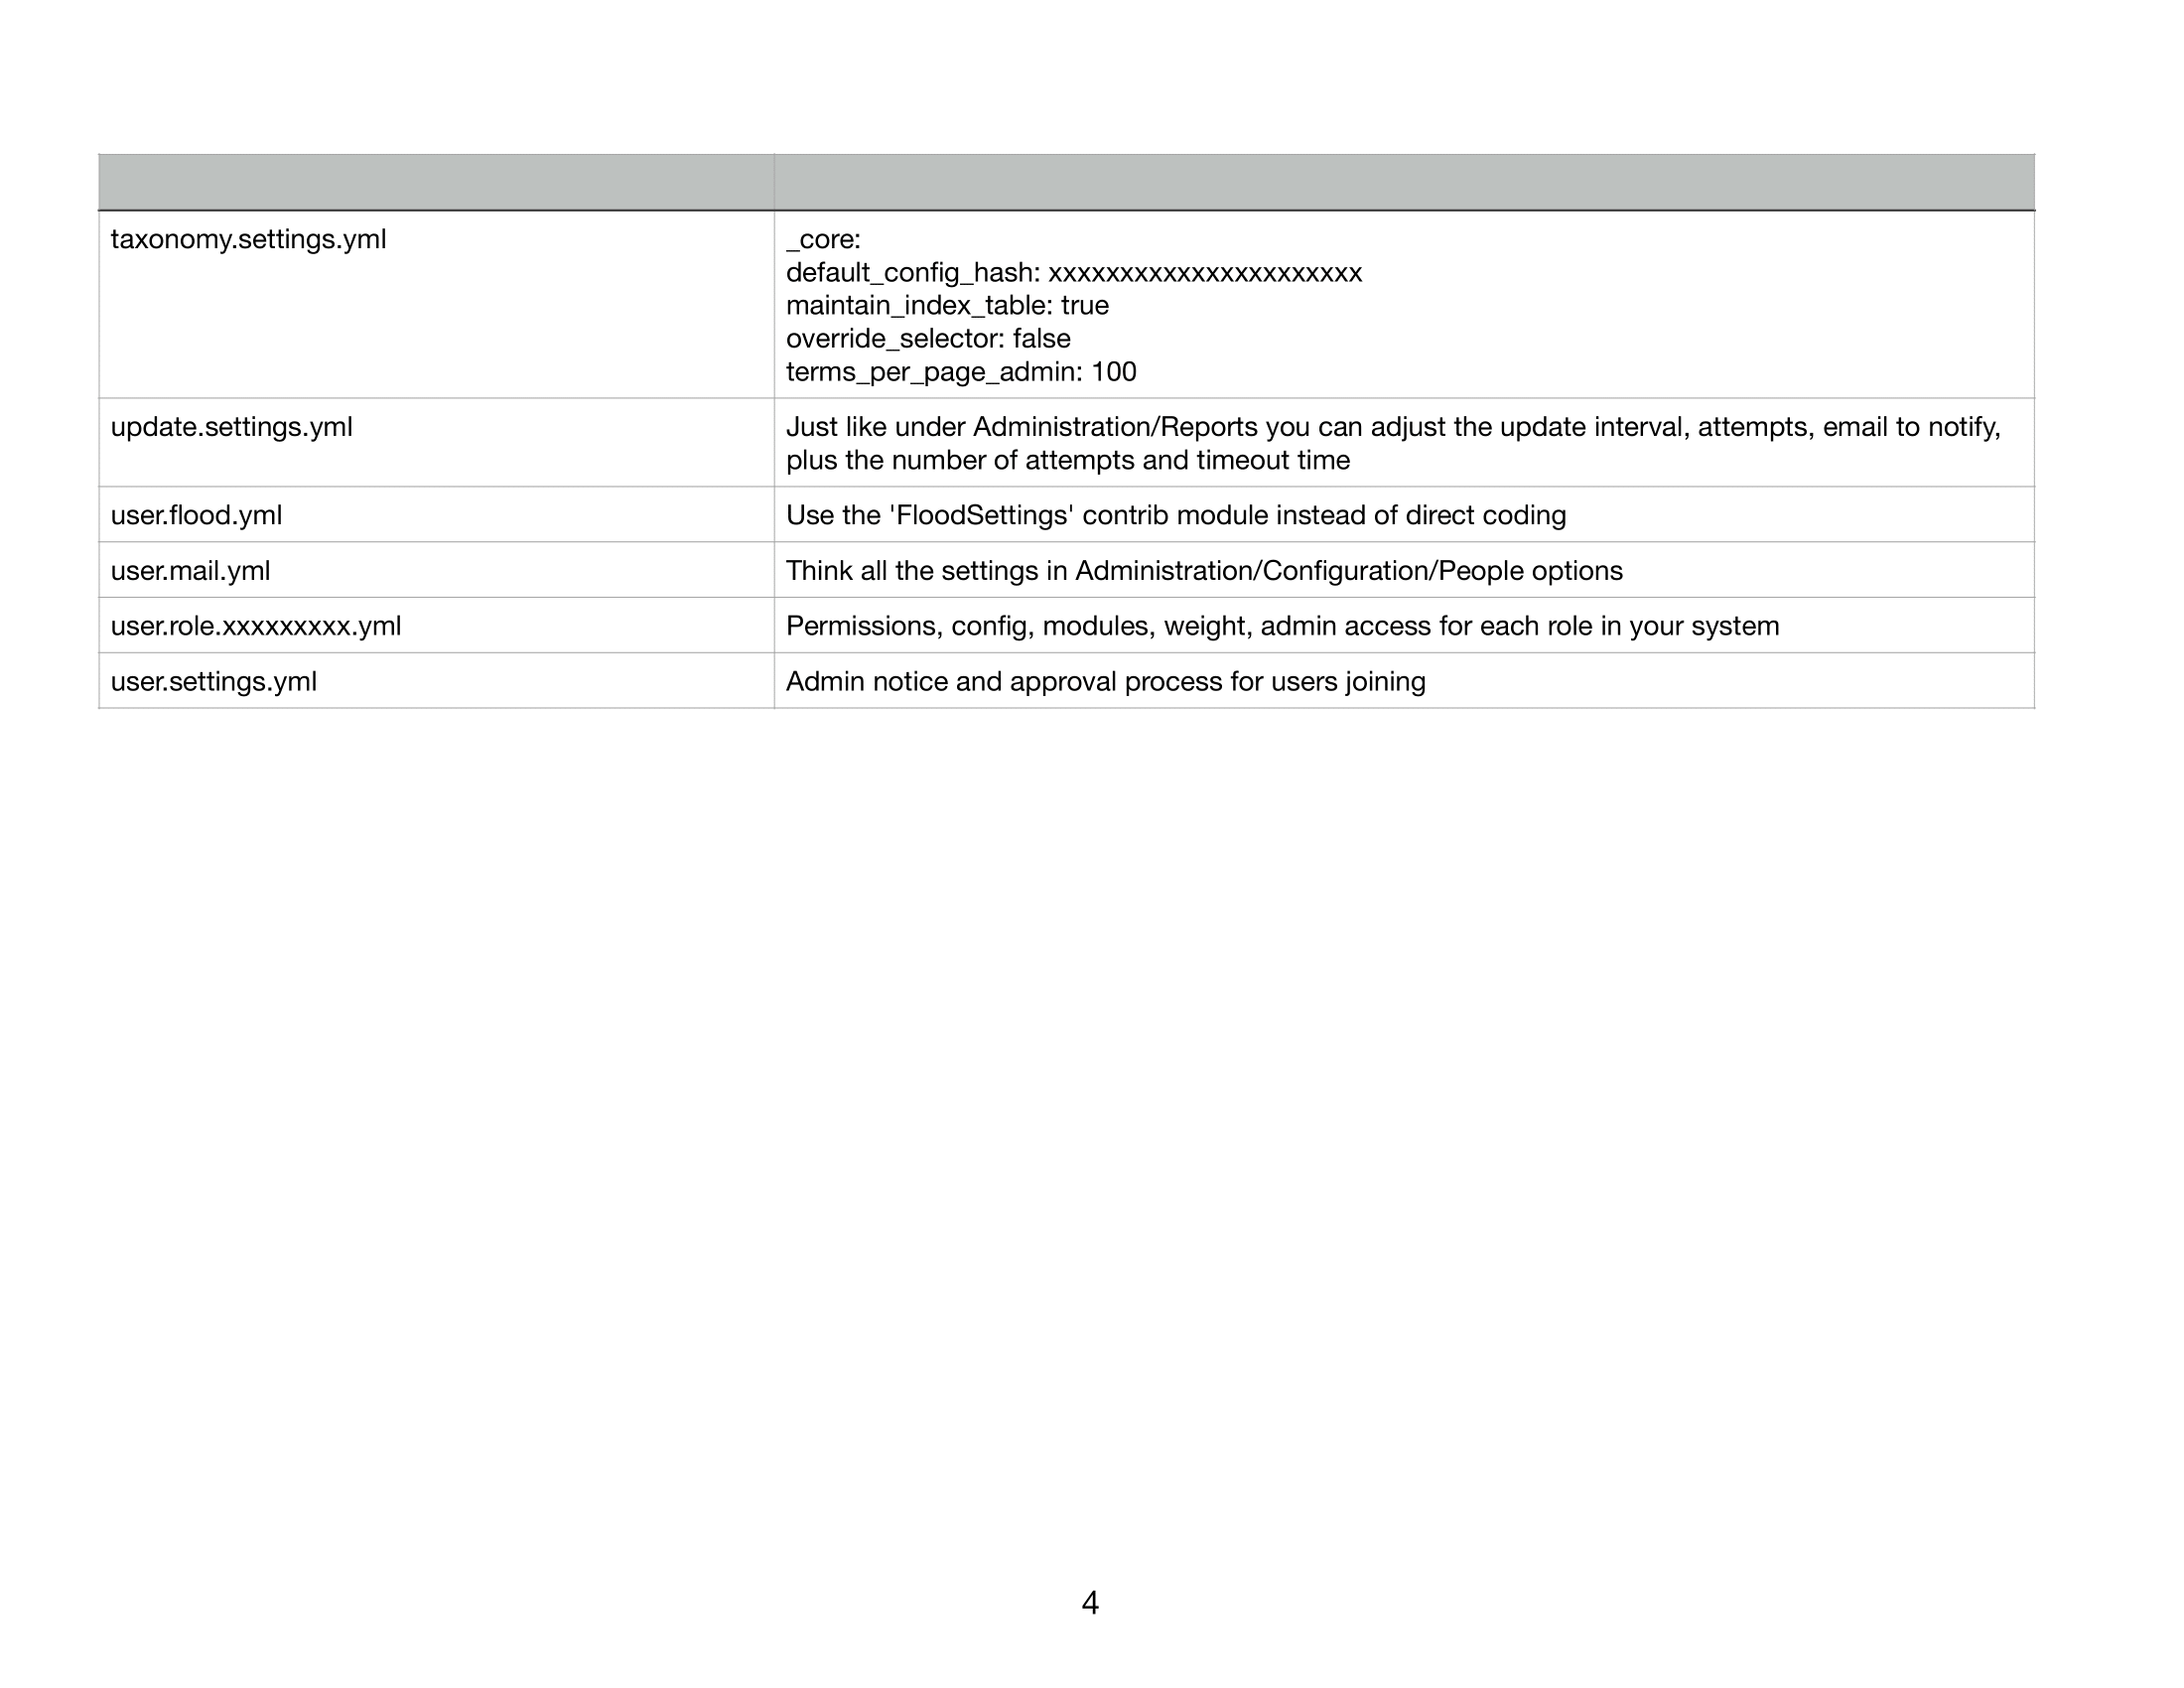 taxonomy.settings.yml
_core:
default_config_hash: xxxxxxxxxxxxxxxxxxxxxx
maintain_index_table: true
override_selector: false
terms_per_page_admin: 100
update.settings.yml
Just like under Administration/Reports you can adjust the update interval, attempts, email to notify,
plus the number of attempts and timeout time
user.flood.yml
Use the 'FloodSettings' contrib module instead of direct coding
user.mail.yml
Think all the settings in Administration/Configuration/People options
user.role.xxxxxxxxx.yml
Permissions, config, modules, weight, admin access for each role in your system
user.settings.yml
Admin notice and approval process for users joining
4